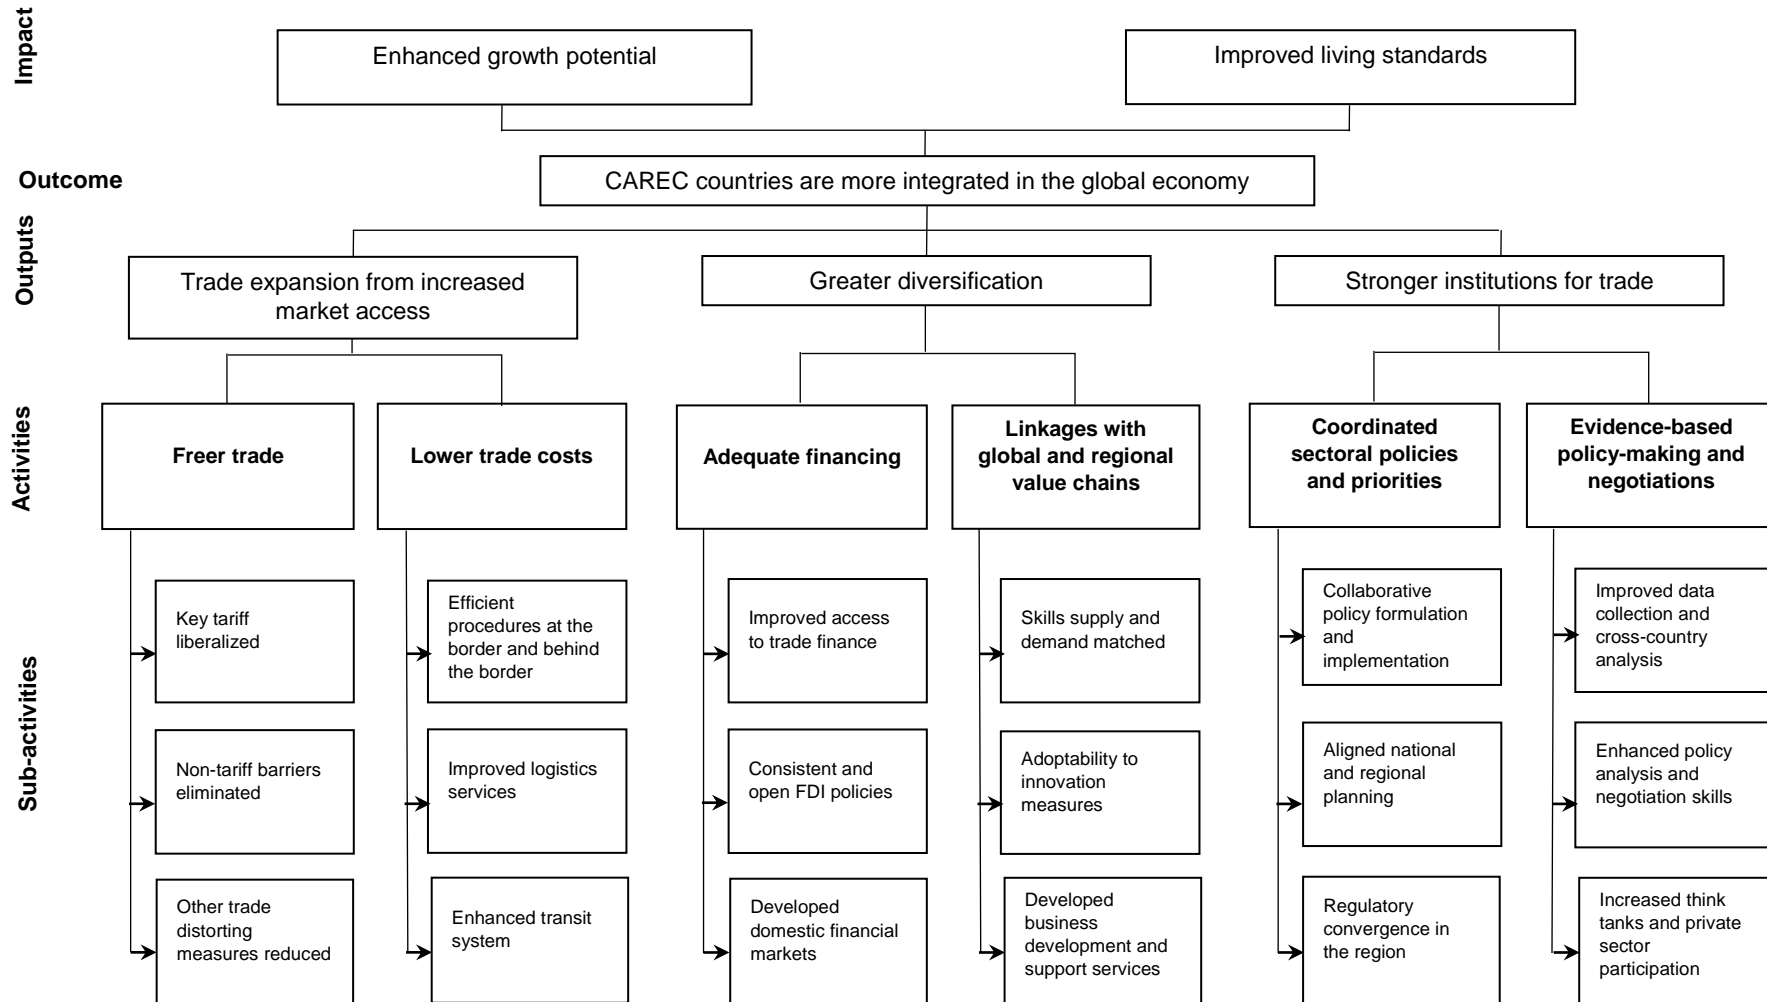 Impact
Enhanced growth potential
Improved living standards
Outcome
CAREC countries are more integrated in the global economy
Outputs
Trade expansion from increased
market access
Greater diversification
Stronger institutions for trade
Activities
Freer trade
Lower trade costs
Adequate financing
Linkages with
global and regional
value chains
Coordinated
sectoral policies
and priorities
Evidence-based
policy-making and
negotiations
Sub-activities
Key tariff
liberalized
Efficient
procedures at the
border and behind
the border
Improved access
to trade finance
Skills supply and
demand matched
Collaborative
policy formulation
and
implementation
Improved data
collection and
cross-country
analysis
Non-tariff barriers
eliminated
Improved logistics
services
Consistent and
open FDI policies
Adoptability to
innovation
measures
Aligned national
and regional
planning
Enhanced policy
analysis and
negotiation skills
Other trade
distorting
measures reduced
Enhanced transit
system
Developed
domestic financial
markets
Developed
business
development and
support services
Regulatory
convergence in
the region
Increased think
tanks and private
sector
participation